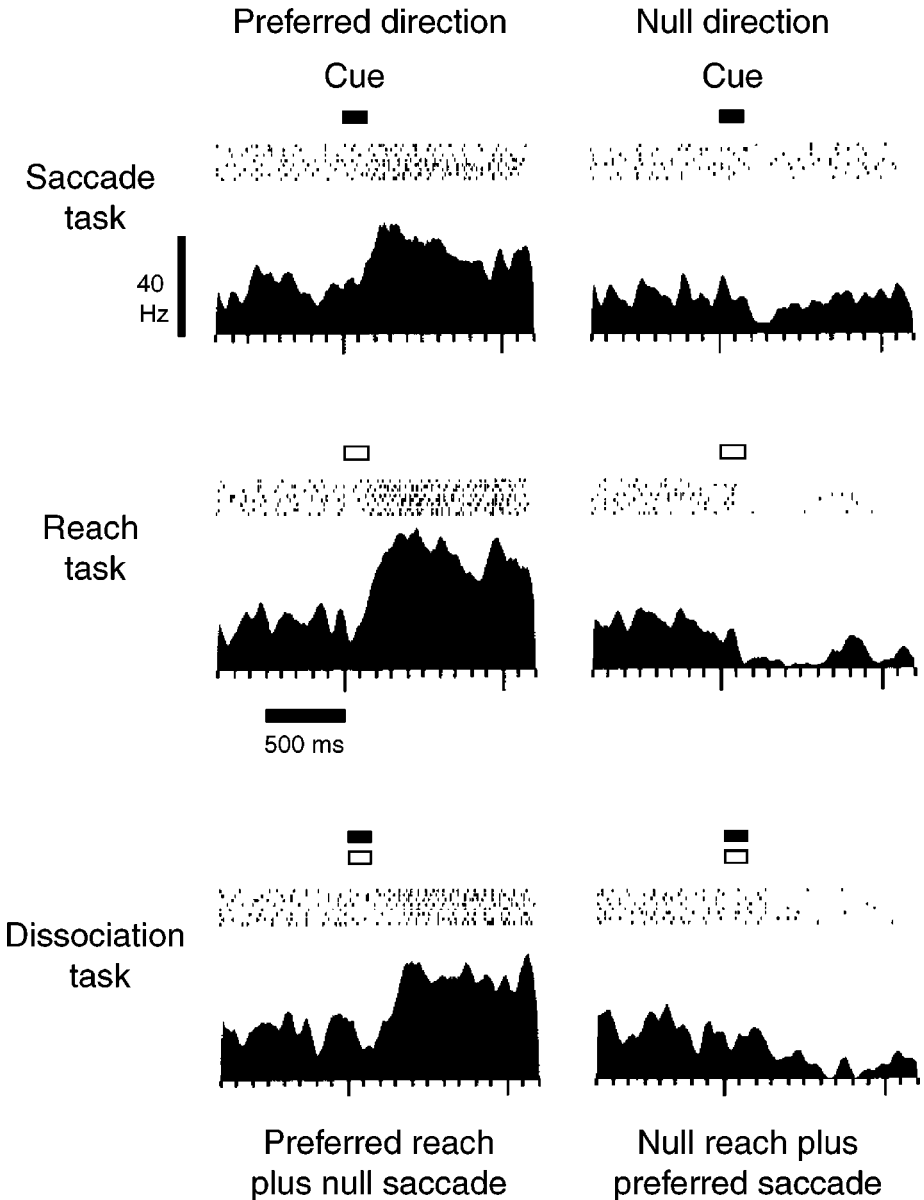 Preferred direction
Null direction
Cue
Cue
Saccade
task
40
Hz
Reach
task
500 ms
Dissociation
task
Preferred reach
plus null saccade
Null reach plus
preferred saccade